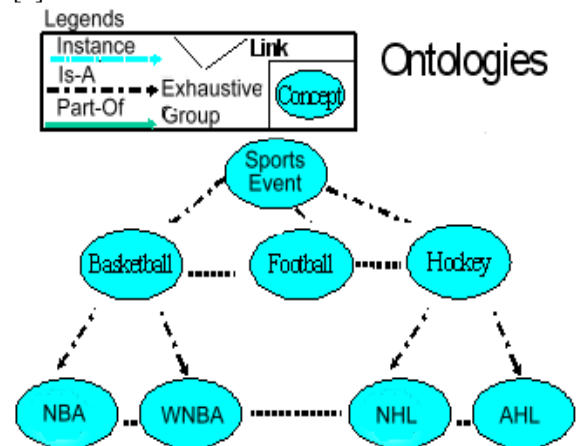 Legends
Instance
Link
Ontologies
Is-A
Exhaustive
Group
Concept
Part-Of
Sports
Event
Basketball
Football
Hockey
NBA
WNBA
NHL
AHL